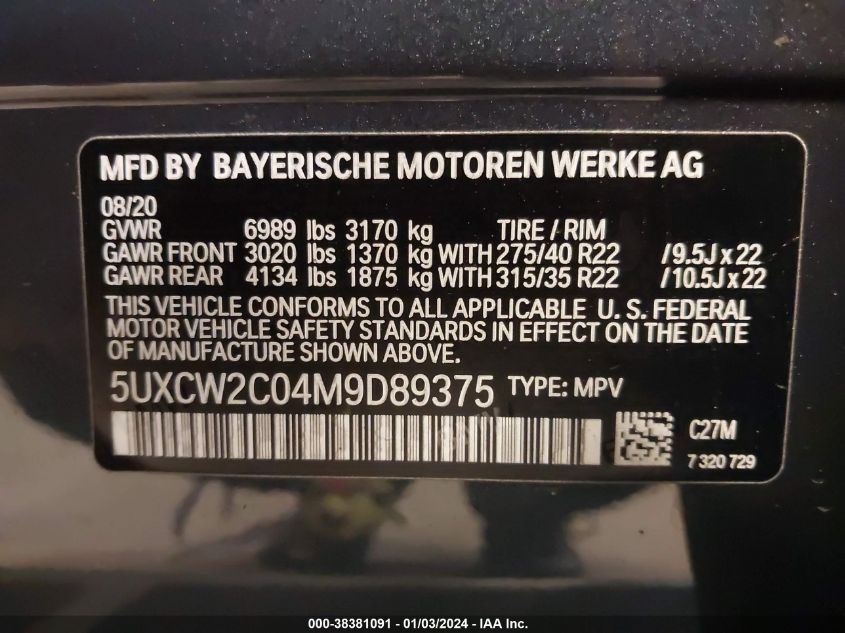 MFD BY BAYERISCHE MOTOREN WERKE AG
08/20
GVWR 6989 lbs 3170 kg TIRE / RIM
GAWR FRONT 3020 lbs 1370 kg WITH 275/40 R22 /9.5J x 22
GAWR REAR 4134 lbs 1875 kg WITH 315/35 R22 /10.5J x 22
THIS VEHICLE CONFORMS TO ALL APPLICABLE U. S. FEDERAL
MOTOR VEHICLE SAFETY STANDARDS IN EFFECT ON THE DATE
OF MANUFACTURE SHOWN ABOVE.
5UXCW2C04M9D89375 TYPE: MPV
C27M
7 320 729
000-38381091 - 01/03/2024 - IAA Inc.